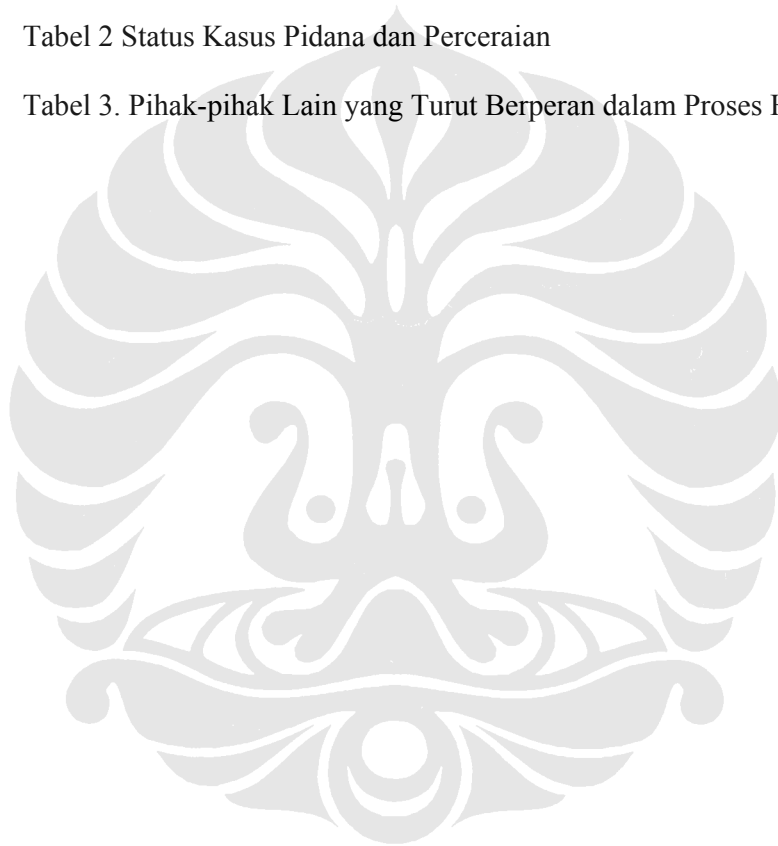 Tabel 2 Status Kasus Pidana dan Perceraian
Tabel 3. Pihak-pihak Lain yang Turut Berperan dalam Proses